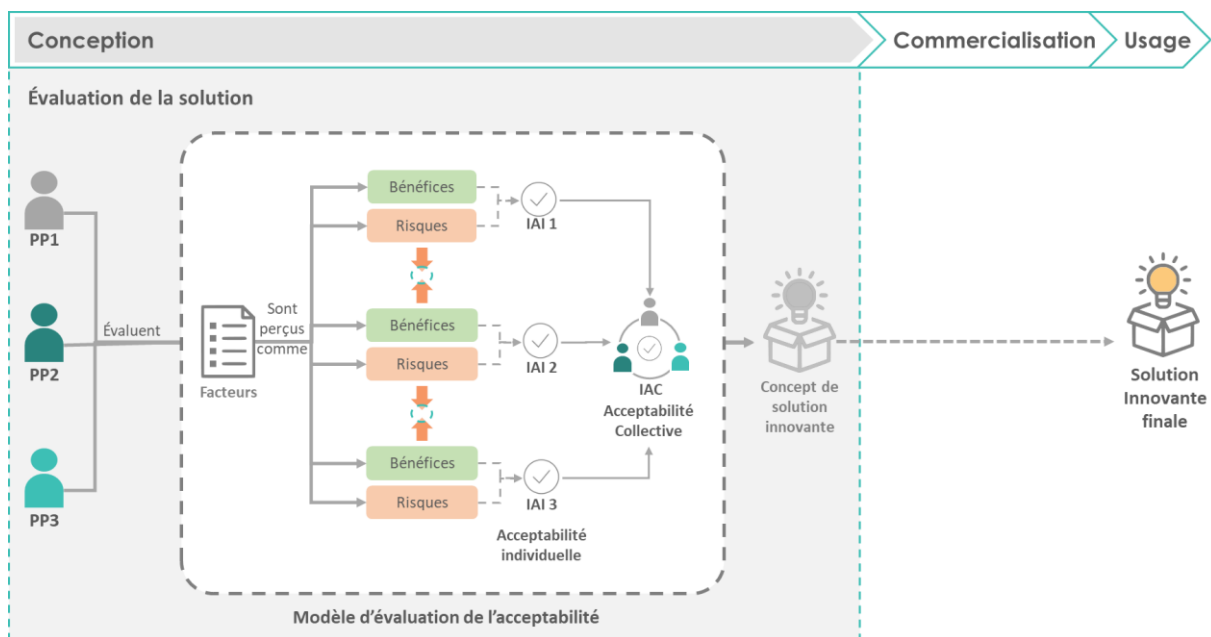 Conception
Commercialisation
Usage
Évaluation de la solution
PP1
PP2
PP3
Évaluent
Facteurs
Sont
perçus
comme
Bénéfices
Risques
IAI 1
Bénéfices
Risques
IAI 2
Bénéfices
Risques
IAI 3
Acceptabilité
individuelle
IAC
Acceptabilité
Collective
Concept de
solution
innovante
Solution
Innovante
finale
Modèle d'évaluation de l'acceptabilité